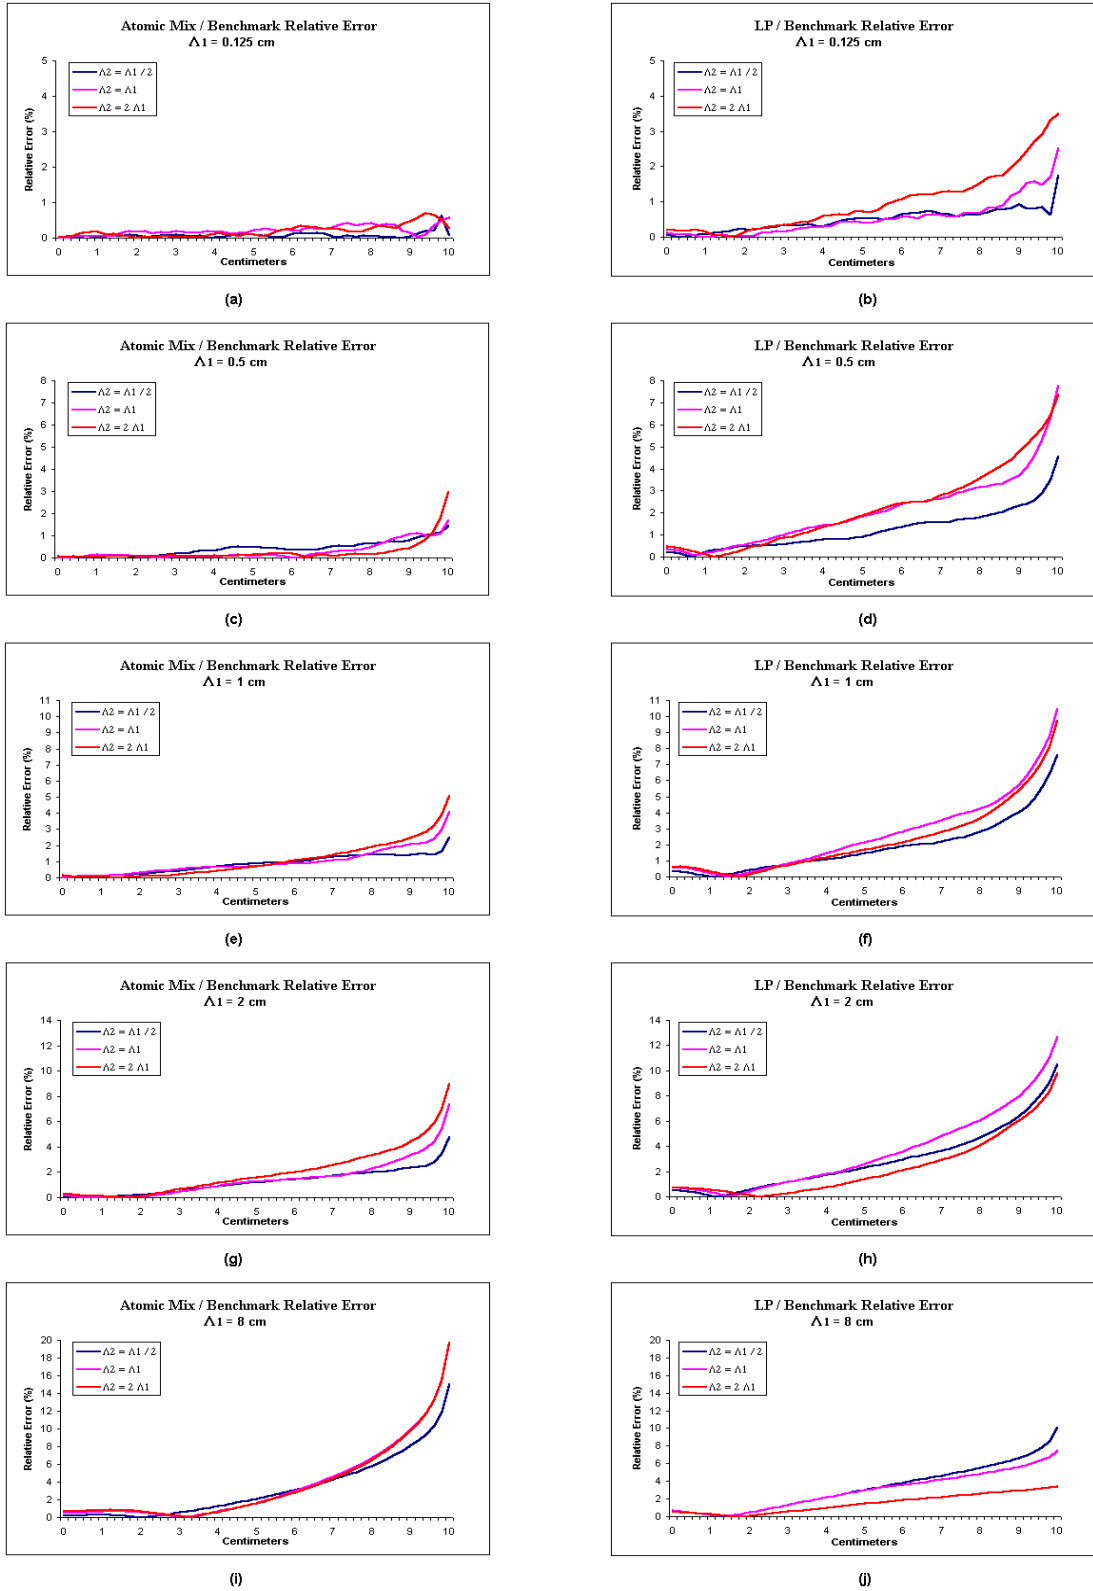 Atomic Mix / Benchmark Relative Error
Λ1 = 0.125 cm
Relative Error (%)
5
4
3
2
1
0
Λ2 = Λ1 / 2
Λ2 = Λ1
Λ2 = 2 Λ1
0 1 2 3 4 5 6 7 8 9 10
Centimeters
(a)
LP / Benchmark Relative Error
Λ1 = 0.125 cm
Relative Error (%)
5
4
3
2
1
0
Λ2 = Λ1 / 2
Λ2 = Λ1
Λ2 = 2 Λ1
0 1 2 3 4 5 6 7 8 9 10
Centimeters
(b)
Atomic Mix / Benchmark Relative Error
Λ1 = 0.5 cm
Relative Error (%)
8
7
6
5
4
3
2
1
0
Λ2 = Λ1 / 2
Λ2 = Λ1
Λ2 = 2 Λ1
0 1 2 3 4 5 6 7 8 9 10
Centimeters
(c)
LP / Benchmark Relative Error
Λ1 = 0.5 cm
Relative Error (%)
8
7
6
5
4
3
2
1
0
Λ2 = Λ1 / 2
Λ2 = Λ1
Λ2 = 2 Λ1
0 1 2 3 4 5 6 7 8 9 10
Centimeters
(d)
Atomic Mix / Benchmark Relative Error
Λ1 = 1 cm
Relative Error (%)
11
10
9
8
7
6
5
4
3
2
1
0
Λ2 = Λ1 / 2
Λ2 = Λ1
Λ2 = 2 Λ1
0 1 2 3 4 5 6 7 8 9 10
Centimeters
(e)
LP / Benchmark Relative Error
Λ1 = 1 cm
Relative Error (%)
11
10
9
8
7
6
5
4
3
2
1
0
Λ2 = Λ1 / 2
Λ2 = Λ1
Λ2 = 2 Λ1
0 1 2 3 4 5 6 7 8 9 10
Centimeters
(f)
Atomic Mix / Benchmark Relative Error
Λ1 = 2 cm
Relative Error (%)
14
12
10
8
6
4
2
0
Λ2 = Λ1 / 2
Λ2 = Λ1
Λ2 = 2 Λ1
0 1 2 3 4 5 6 7 8 9 10
Centimeters
(g)
LP / Benchmark Relative Error
Λ1 = 2 cm
Relative Error (%)
14
12
10
8
6
4
2
0
Λ2 = Λ1 / 2
Λ2 = Λ1
Λ2 = 2 Λ1
0 1 2 3 4 5 6 7 8 9 10
Centimeters
(h)
Atomic Mix / Benchmark Relative Error
Λ1 = 8 cm
Relative Error (%)
20
18
16
14
12
10
8
6
4
2
0
Λ2 = Λ1 / 2
Λ2 = Λ1
Λ2 = 2 Λ1
0 1 2 3 4 5 6 7 8 9 10
Centimeters
(i)
LP / Benchmark Relative Error
Λ1 = 8 cm
Relative Error (%)
20
18
16
14
12
10
8
6
4
2
0
Λ2 = Λ1 / 2
Λ2 = Λ1
Λ2 = 2 Λ1
0 1 2 3 4 5 6 7 8 9 10
Centimeters
(j)